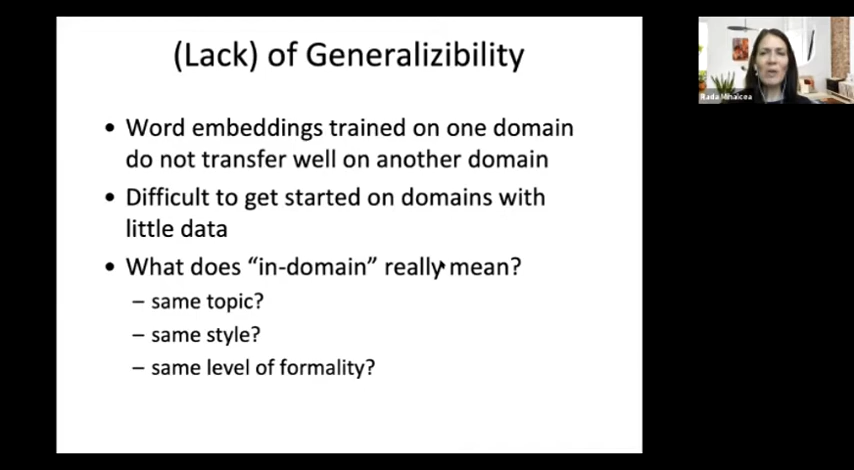 (Lack) of Generalizibility
• Word embeddings trained on one domain
do not transfer well on another domain
• Difficult to get started on domains with
little data
• What does “in-domain” really mean?
– same topic?
– same style?
– same level of formality?
Rada Mihalcea